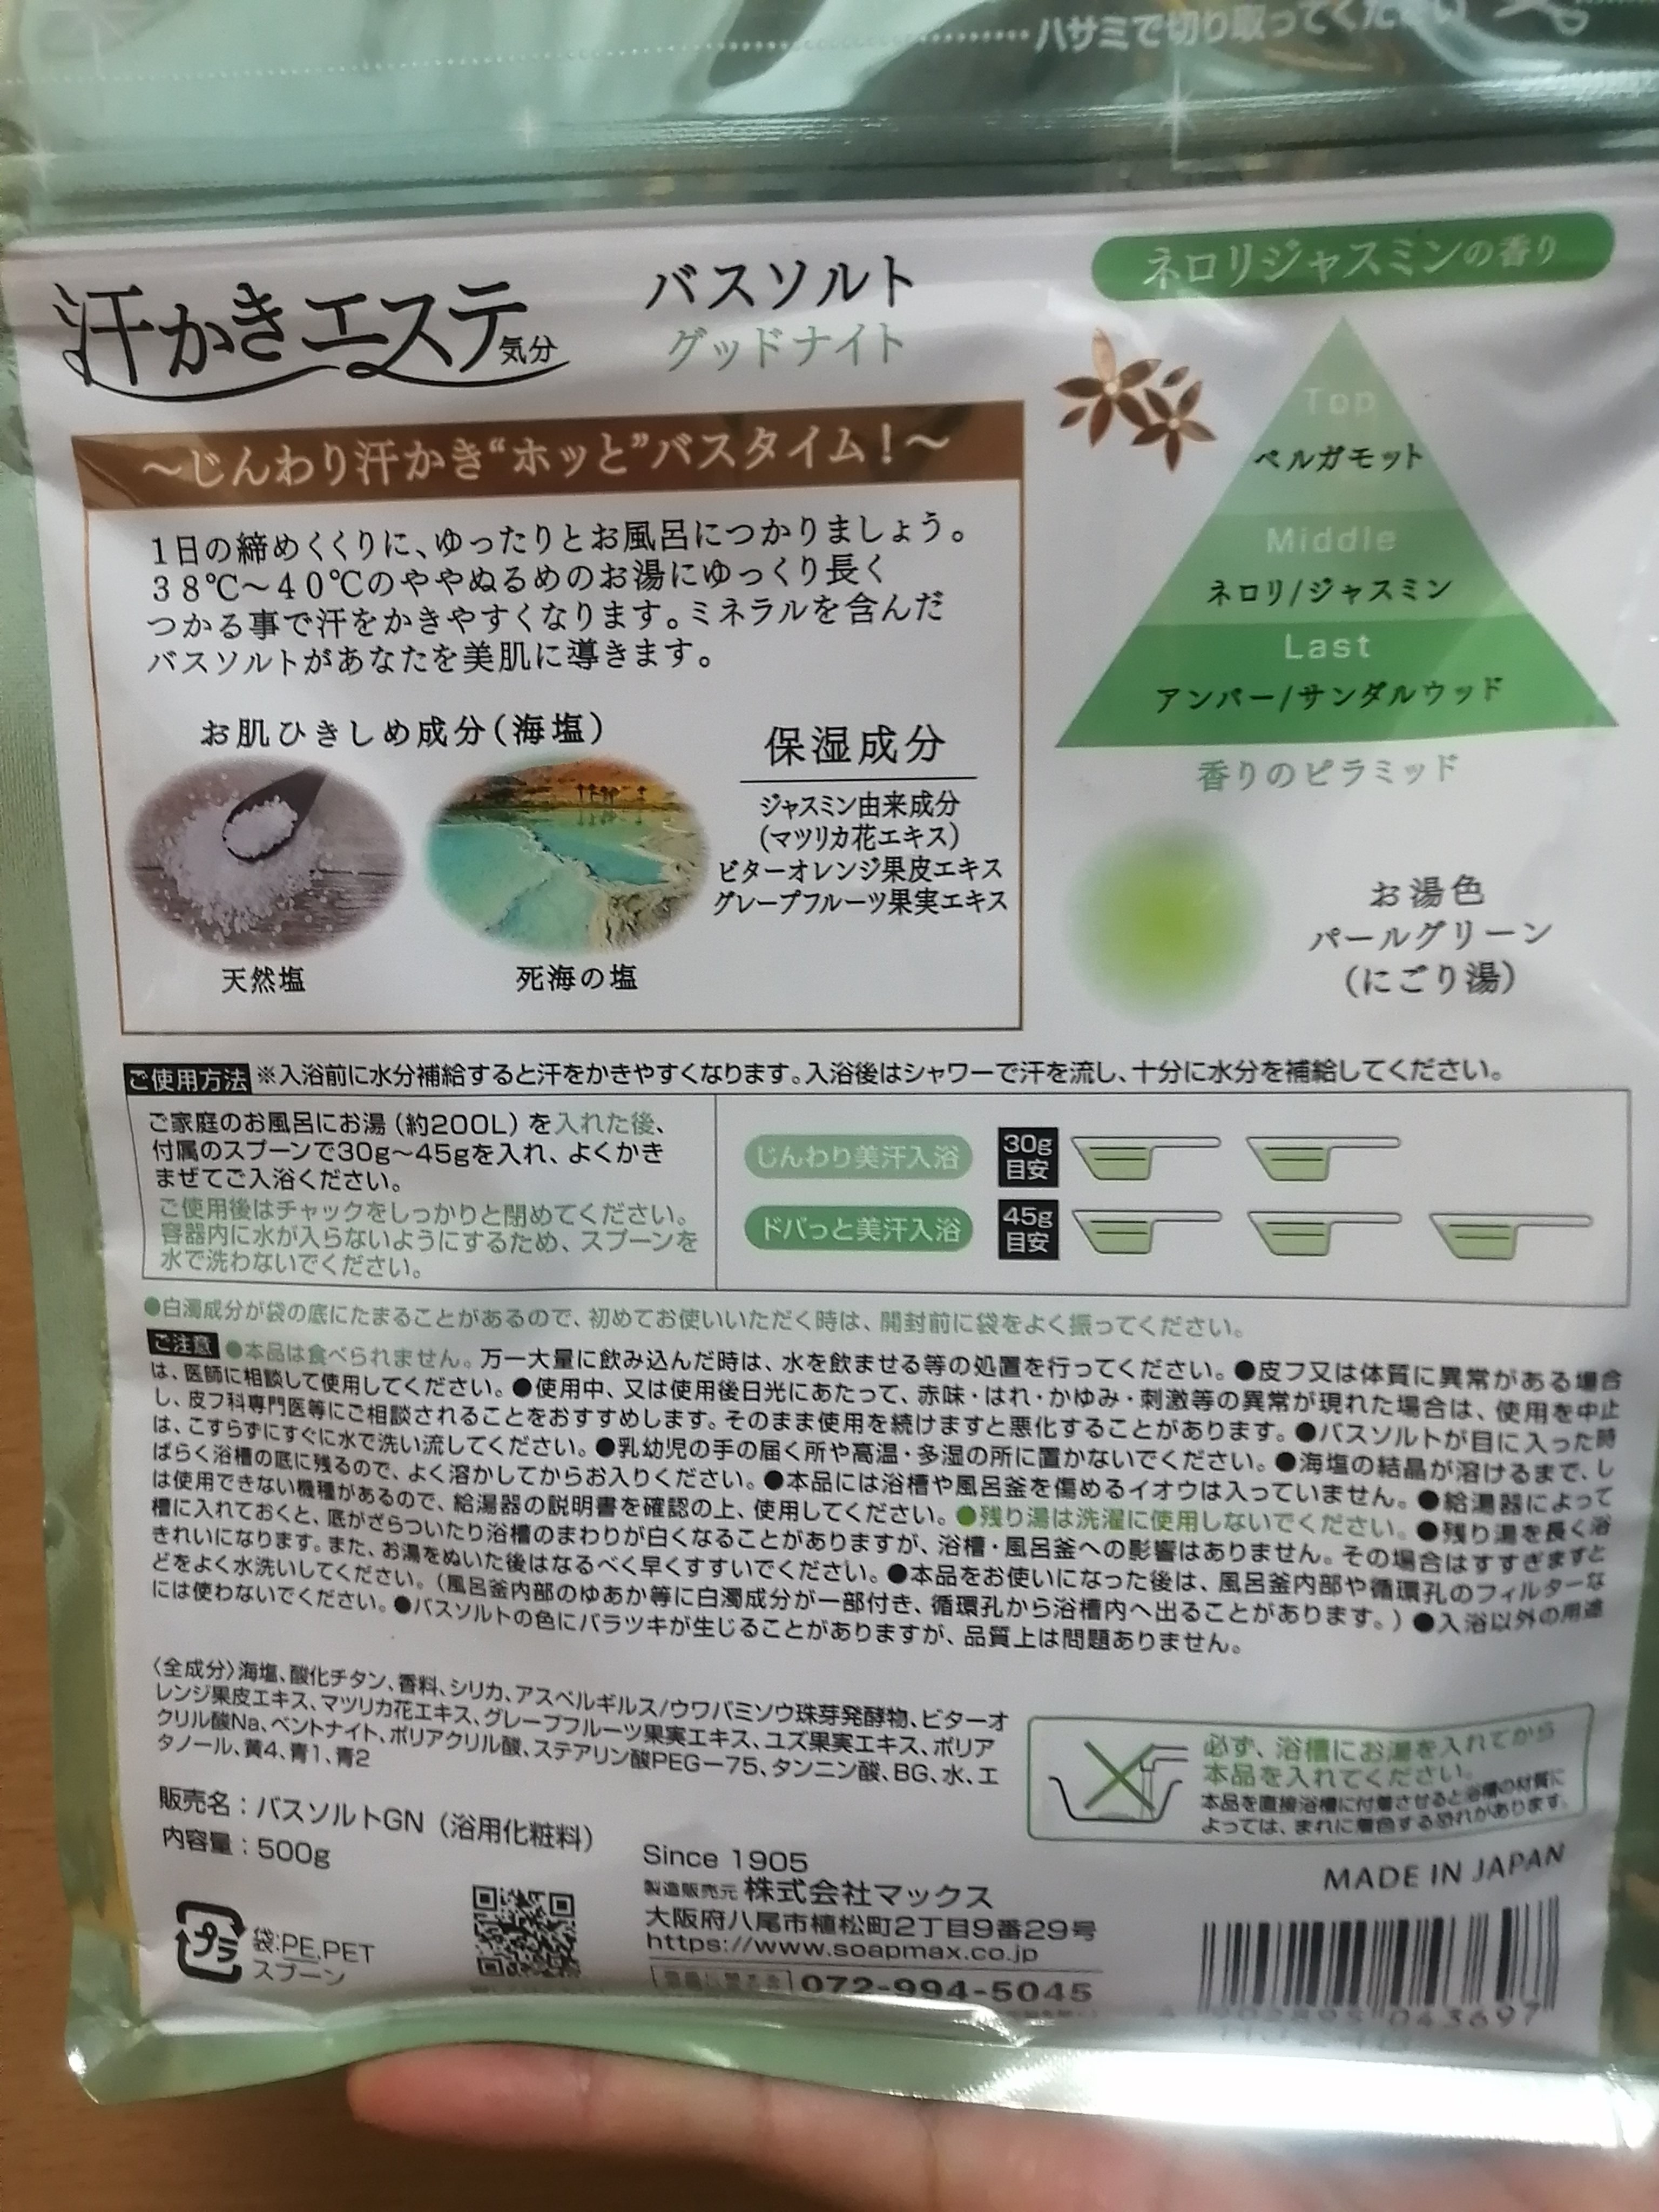 ハサミで切り取ってください
汗かきエステ気分
バスソルト
グッドナイト
～じんわり汗かき“ホッと”バスタイム！～
1日の締めくくりに、ゆったりとお風呂につかりましょう。
38℃～40℃のややぬるめのお湯にゆっくり長く
つかる事で汗をかきやすくなります。ミネラルを含んだ
バスソルトがあなたを美肌に導きます。
お肌ひきしめ成分(海塩)
天然塩
死海の塩
保湿成分
ジャスミン由来成分
(マツリカ花エキス)
ビターオレンジ果皮エキス
グレープフルーツ果実エキス
ネロリジャスミンの香り
Top
ベルガモット
Middle
ネロリ/ジャスミン
Last
アンバー/サンダルウッド
香りのピラミッド
お湯色
パールグリーン
(にごり湯)
ご使用方法 ※入浴前に水分補給すると汗をかきやすくなります。入浴後はシャワーで汗を流し、十分に水分を補給してください。
ご家庭のお風呂にお湯(約200L)を入れた後、
付属のスプーンで30g～45gを入れ、よくかき
まぜてご入浴ください。
ご使用後はチャックをしっかりと閉めてください。
容器内に水が入らないようにするため、スプーンを
水で洗わないでください。
じんわり美汗入浴 30g目安
ドバっと美汗入浴 45g目安
●白濁成分が袋の底にたまることがあるので、初めてお使いいただく時は、開封前に袋をよく振ってください。
ご注意 ●本品は食べられません。万一大量に飲み込んだ時は、水を飲ませる等の処置を行ってください。●皮フ又は体質に異常がある場合
は、医師に相談して使用してください。●使用中、又は使用後日光にあたって、赤味・はれ・かゆみ・刺激等の異常が現れた場合は、使用を中止
し、皮フ科専門医等にご相談されることをおすすめします。そのまま使用を続けますと悪化することがあります。●バスソルトが目に入った時
は、こすらずにすぐに水で洗い流してください。●乳幼児の手の届く所や高温・多湿の所に置かないでください。●海塩の結晶が溶けるまで、し
ばらく浴槽の底に残るので、よく溶かしてからお入りください。●本品には浴槽や風呂釜を傷めるイオウは入っていません。●給湯器によって
は使用できない機種があるので、給湯器の説明書を確認の上、使用してください。●残り湯は洗濯に使用しないでください。●残り湯を長く浴
槽に入れておくと、底がざらついたり浴槽のまわりが白くなることがありますが、浴槽・風呂釜への影響はありません。その場合はすすぎますと
きれいになります。また、お湯をぬいた後はなるべく早くすすいでください。●本品をお使いになった後は、風呂釜内部や循環孔のフィルターな
どをよく水洗いしてください。(風呂釜内部のゆあか等に白濁成分が一部付き、循環孔から浴槽内へ出ることがあります。)●入浴以外の用途
には使わないでください。●バスソルトの色にバラツキが生じることがありますが、品質上は問題ありません。
〈全成分〉海塩、酸化チタン、香料、シリカ、アスペルギルス/ウワバミソウ珠芽発酵物、ビターオ
レンジ果皮エキス、マツリカ花エキス、グレープフルーツ果実エキス、ユズ果実エキス、ポリア
クリル酸Na、ベントナイト、ポリアクリル酸、ステアリン酸PEG－75、タンニン酸、BG、水、エ
タノール、黄4、青1、青2
必ず、浴槽にお湯を入れてから
本品を入れてください。
本品を直接浴槽に付着させると浴槽の材質に
よっては、まれに着色する恐れがあります。
販売名：バスソルトGN（浴用化粧料）
内容量：500g
プラ
袋:PE,PET
スプーン
Since 1905
製造販売元 株式会社マックス
大阪府八尾市植松町2丁目9番29号
https://www.soapmax.co.jp
072-994-5045
MADE IN JAPAN
4 902895 043697